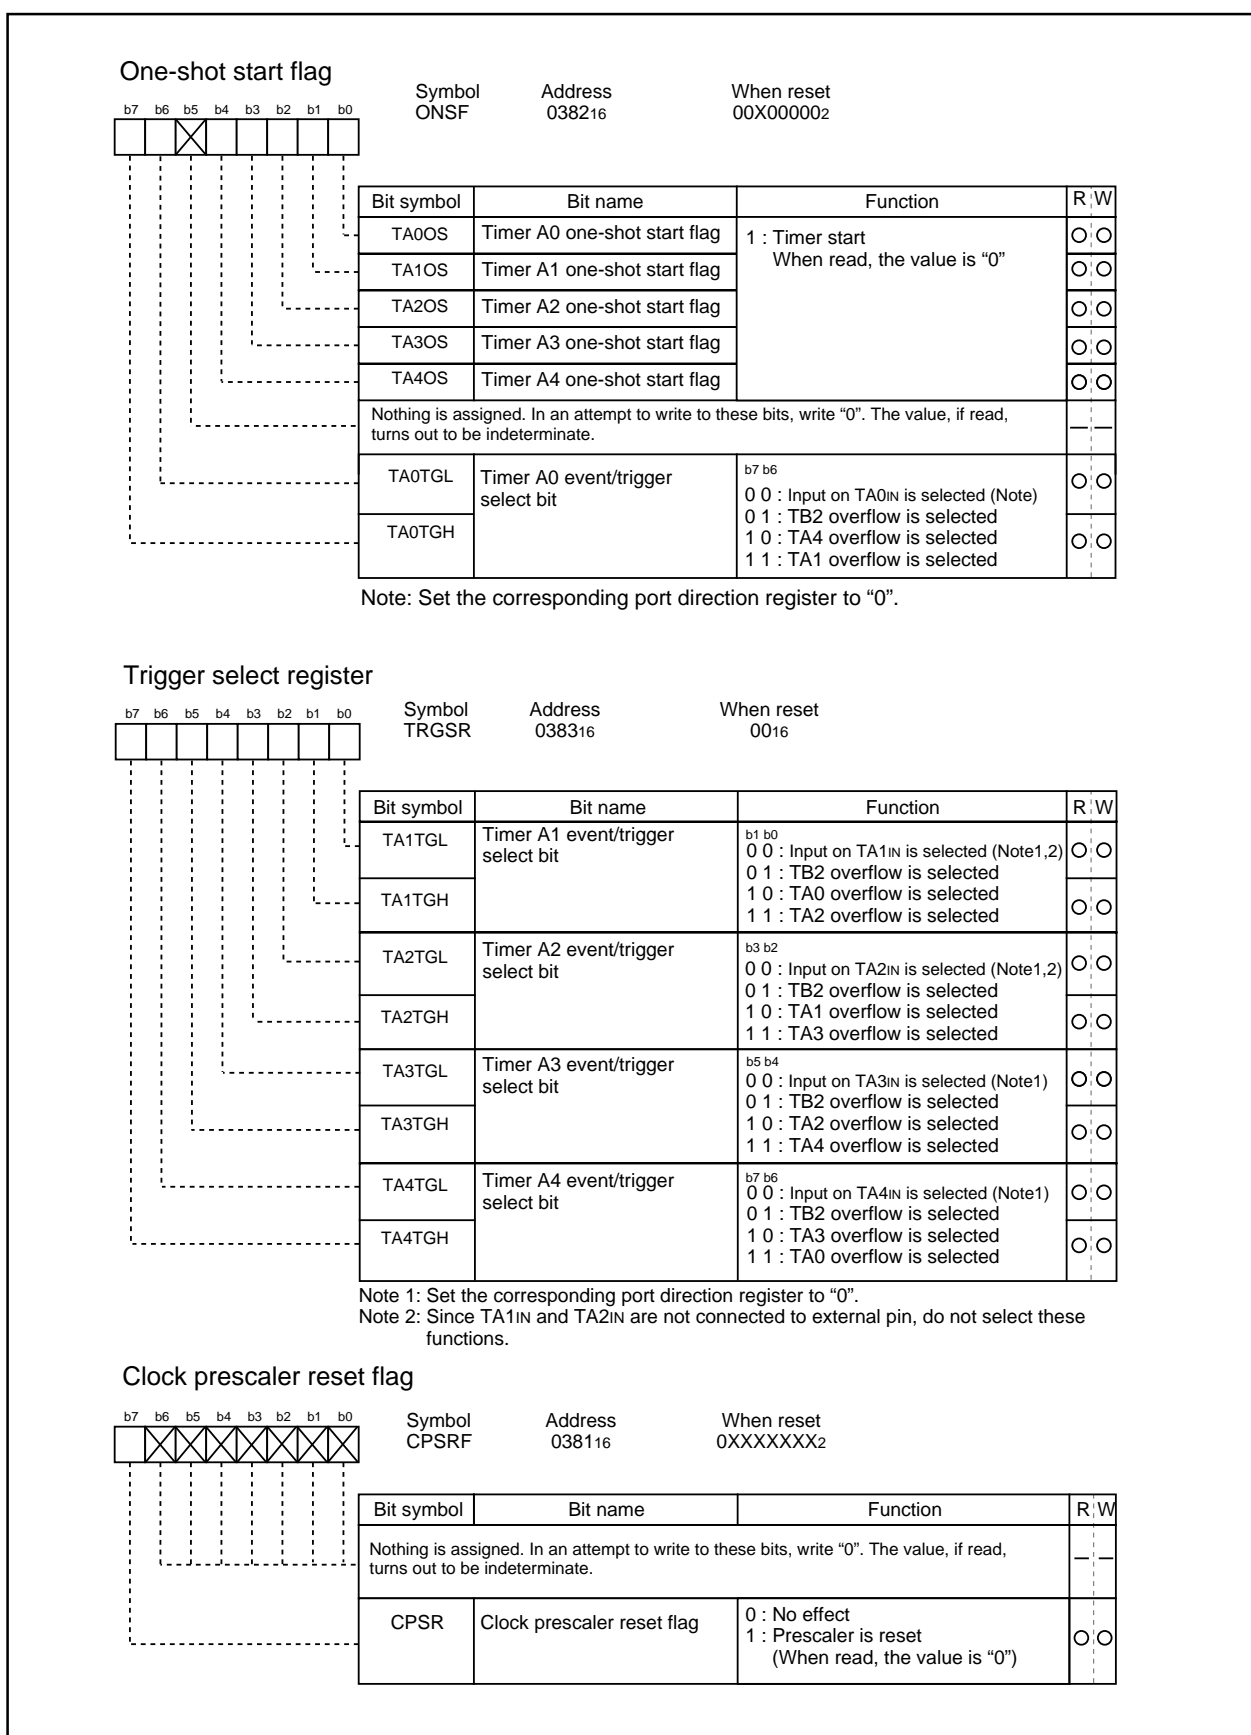 One-shot start flag
Symbol Address When reset
b7 b6 b5 b4 b3 b2 b1 b0
ONSF 038216 00X000002
Bit symbol Bit name Function R W
TA0OS Timer A0 one-shot start flag 1 : Timer start
When read, the value is “0”
TA1OS Timer A1 one-shot start flag
TA2OS Timer A2 one-shot start flag
TA3OS Timer A3 one-shot start flag
TA4OS Timer A4 one-shot start flag
Nothing is assigned. In an attempt to write to these bits, write “0”. The value, if read,
turns out to be indeterminate.
TA0TGL Timer A0 event/trigger b7 b6
select bit 0 0 : Input on TA0IN is selected (Note)
0 1 : TB2 overflow is selected
TA0TGH 1 0 : TA4 overflow is selected
1 1 : TA1 overflow is selected
Note: Set the corresponding port direction register to “0”.
Trigger select register
Symbol Address When reset
b7 b6 b5 b4 b3 b2 b1 b0
TRGSR 038316 0016
Bit symbol Bit name Function R W
TA1TGL Timer A1 event/trigger b1 b0
select bit 0 0 : Input on TA1IN is selected (Note1,2)
0 1 : TB2 overflow is selected
TA1TGH 1 0 : TA0 overflow is selected
1 1 : TA2 overflow is selected
TA2TGL Timer A2 event/trigger b3 b2
select bit 0 0 : Input on TA2IN is selected (Note1,2)
0 1 : TB2 overflow is selected
TA2TGH 1 0 : TA1 overflow is selected
1 1 : TA3 overflow is selected
TA3TGL Timer A3 event/trigger b5 b4
select bit 0 0 : Input on TA3IN is selected (Note1)
0 1 : TB2 overflow is selected
TA3TGH 1 0 : TA2 overflow is selected
1 1 : TA4 overflow is selected
TA4TGL Timer A4 event/trigger b7 b6
select bit 0 0 : Input on TA4IN is selected (Note1)
0 1 : TB2 overflow is selected
TA4TGH 1 0 : TA3 overflow is selected
1 1 : TA0 overflow is selected
Note 1: Set the corresponding port direction register to “0”.
Note 2: Since TA1IN and TA2IN are not connected to external pin, do not select these
functions.
Clock prescaler reset flag
b7 b6 b5 b4 b3 b2 b1 b0
Symbol Address When reset
CPSRF 038116 0XXXXXXX2
Bit symbol Bit name Function R W
Nothing is assigned. In an attempt to write to these bits, write “0”. The value, if read,
turns out to be indeterminate.
CPSR Clock prescaler reset flag 0 : No effect
1 : Prescaler is reset
(When read, the value is “0”)